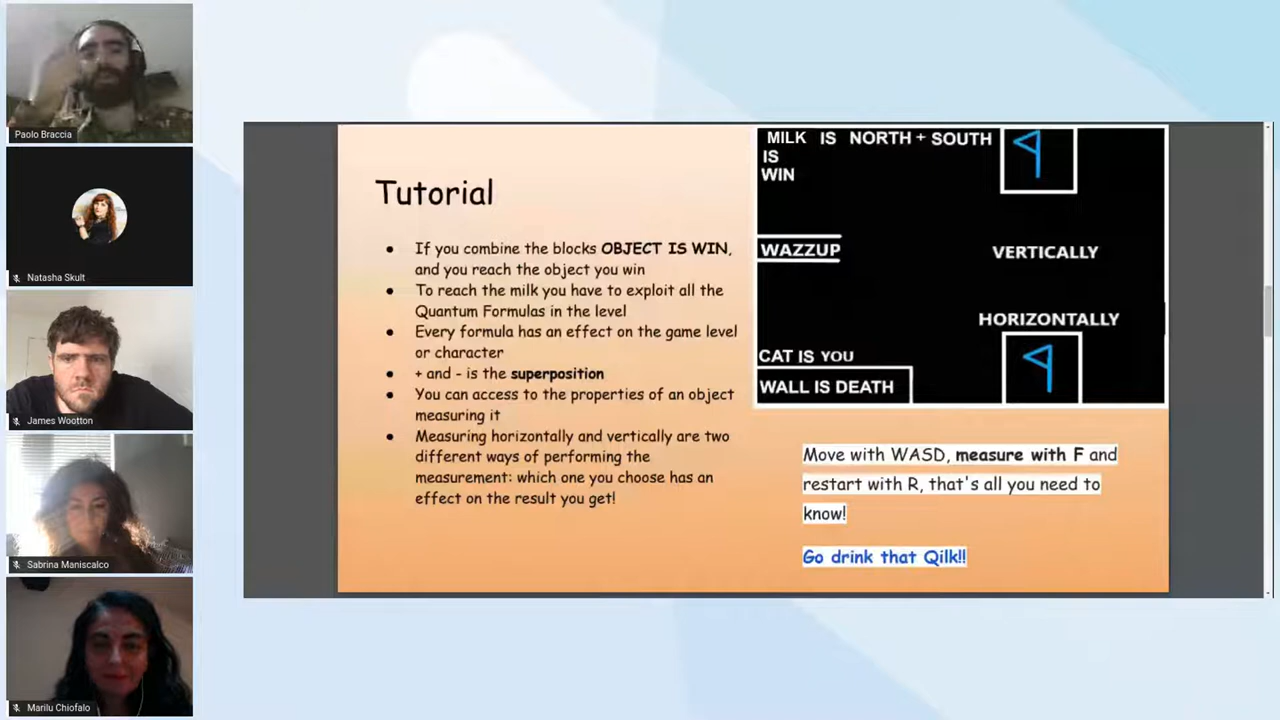 Paolo Braccia
Natasha Skult
James Wootton
Sabrina Maniscalco
Marilu Chiofalo
Tutorial
● If you combine the blocks OBJECT IS WIN,
and you reach the object you win
● To reach the milk you have to exploit all the
Quantum Formulas in the level
● Every formula has an effect on the game level
or character
● + and - is the superposition
● You can access to the properties of an object
measuring it
● Measuring horizontally and vertically are two
different ways of performing the
measurement: which one you choose has an
effect on the result you get!
MILK IS NORTH + SOUTH
IS
WIN
WAZZUP
VERTICALLY
HORIZONTALLY
CAT IS YOU
WALL IS DEATH
Move with WASD, measure with F and
restart with R, that's all you need to
know!
Go drink that Qilk!!